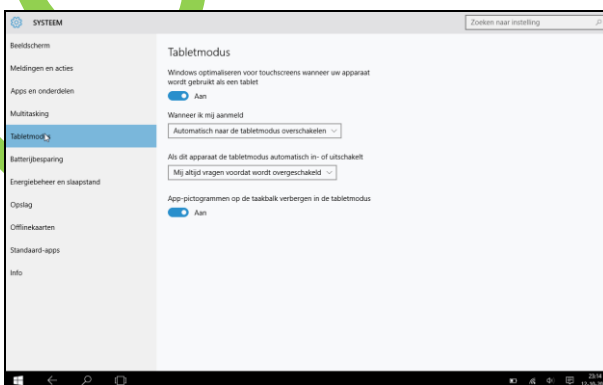 SYSTEEM
Zoeken naar instelling
Beeldscherm
Meldingen en acties
Apps en onderdelen
Multitasking
Tabletmodus
Batterijbesparing
Energiebeheer en slaapstand
Opslag
Offlinekaarten
Standaard-apps
Info
Tabletmodus
Windows optimaliseren voor touchscreens wanneer uw apparaat
wordt gebruikt als een tablet
Aan
Wanneer ik mij aanmeld
Automatisch naar de tabletmodus overschakelen
Als dit apparaat de tabletmodus automatisch in- of uitschakelt
Mij altijd vragen voordat wordt overgeschakeld
App-pictogrammen op de taakbalk verbergen in de tabletmodus
Aan
23:14